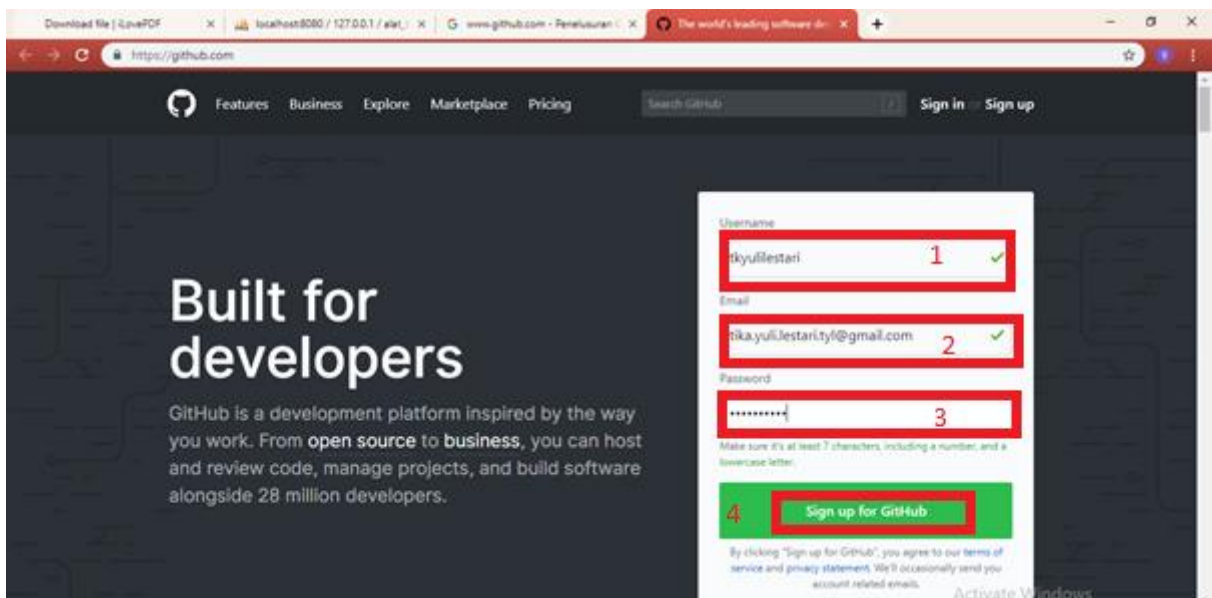 Download file | iLovePDF
localhost:8080 / 127.0.0.1 / alat_
www.github.com - Penelusuran G
The world's leading software de
https://github.com
Features Business Explore Marketplace Pricing
Search GitHub
Sign in or Sign up
Built for
developers
GitHub is a development platform inspired by the way
you work. From open source to business, you can host
and review code, manage projects, and build software
alongside 28 million developers.
Username
tkyulilestari 1
Email
tika.yuli.lestari.tyl@gmail.com 2
Password
•••••••••• 3
Make sure it's at least 7 characters, including a number, and a
lowercase letter.
4 Sign up for GitHub
By clicking "Sign up for GitHub", you agree to our terms of
service and privacy statement. We'll occasionally send you
account related emails.
Activate Windows